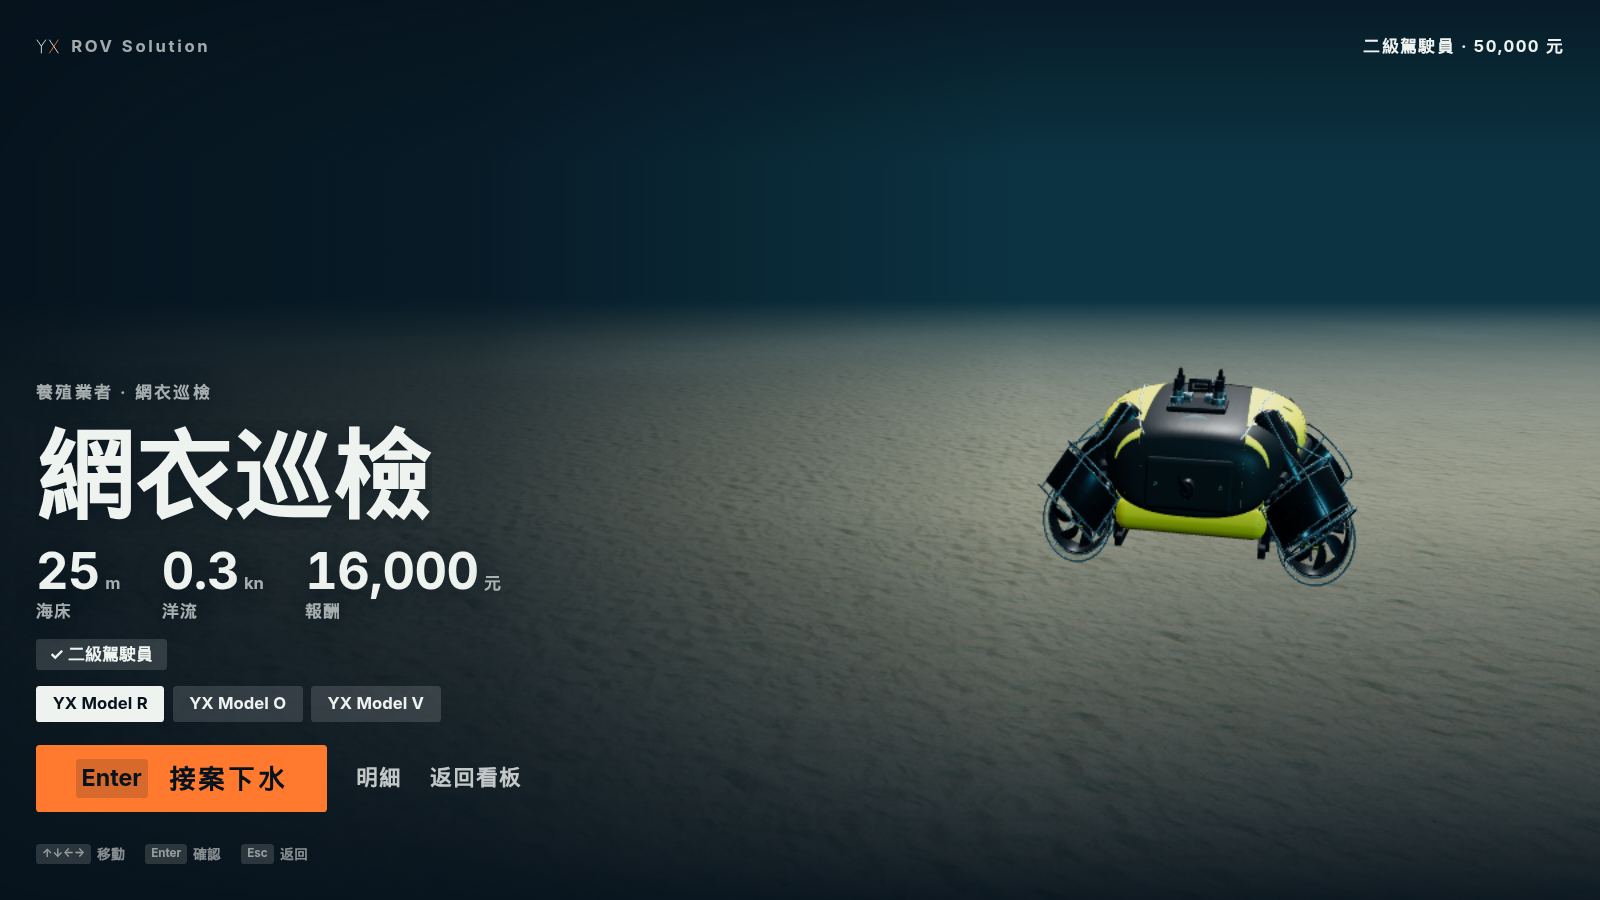 YX ROV Solution
二級駕駛員 · 50,000 元
養殖業者 · 網衣巡檢
網衣巡檢
25 m 0.3 kn 16,000 元
海床 洋流 報酬
✓ 二級駕駛員
YX Model R YX Model O YX Model V
Enter 接案下水 明細 返回看板
↑↓←→ 移動 Enter 確認 Esc 返回